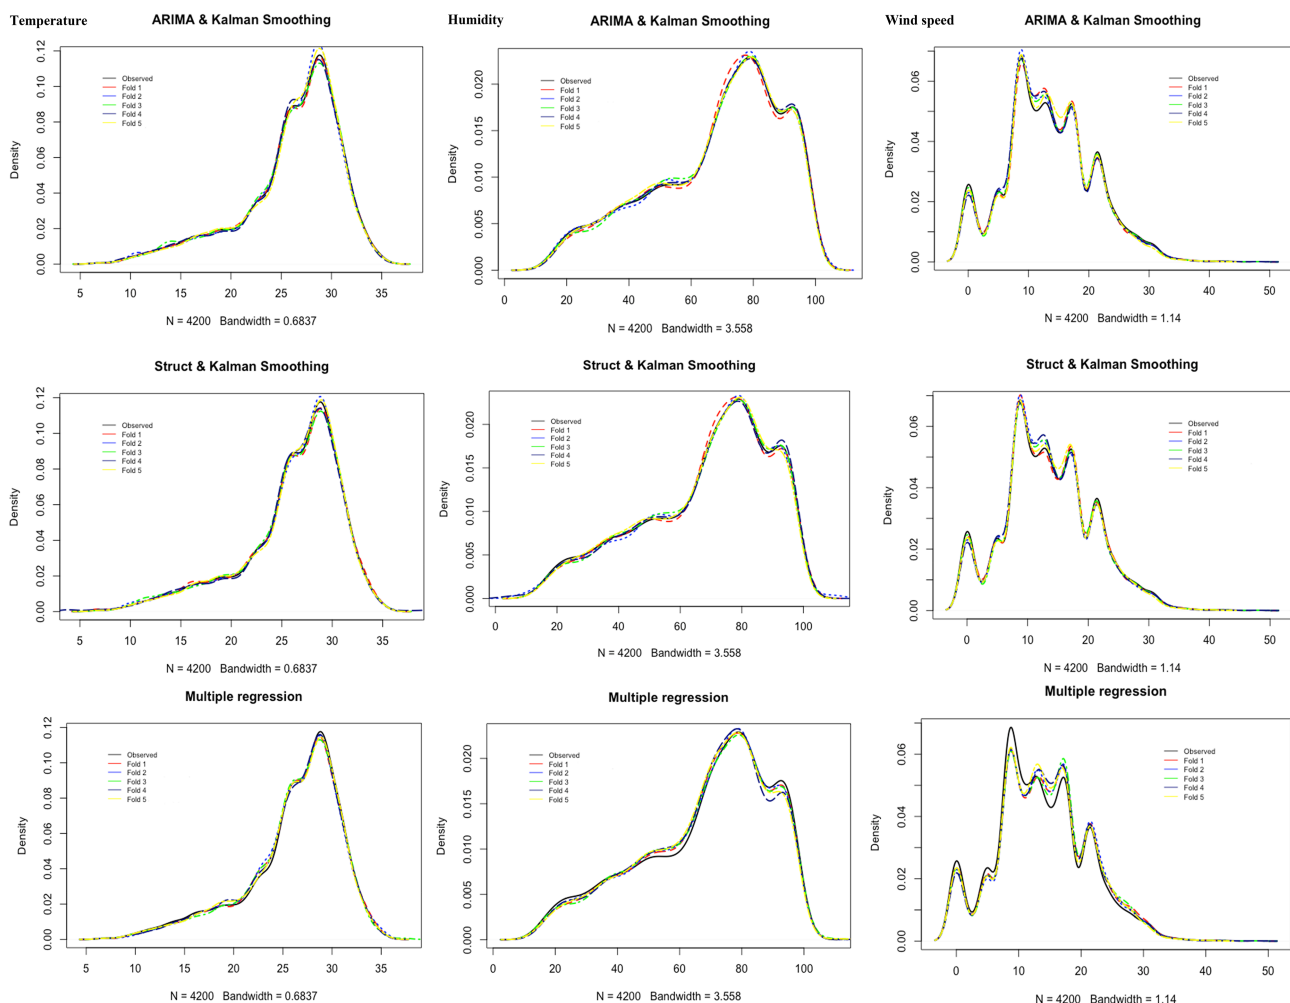 Temperature
ARIMA & Kalman Smoothing
0.12
0.10
0.08
0.06
0.04
0.02
0.00
Density
Observed
Fold 1
Fold 2
Fold 3
Fold 4
Fold 5
5 10 15 20 25 30 35
N = 4200 Bandwidth = 0.6837
Humidity
ARIMA & Kalman Smoothing
0.020
0.015
0.010
0.005
0.000
Density
Observed
Fold 1
Fold 2
Fold 3
Fold 4
Fold 5
0 20 40 60 80 100
N = 4200 Bandwidth = 3.558
Wind speed
ARIMA & Kalman Smoothing
0.06
0.04
0.02
0.00
Density
Observed
Fold 1
Fold 2
Fold 3
Fold 4
Fold 5
0 10 20 30 40 50
N = 4200 Bandwidth = 1.14
Struct & Kalman Smoothing
0.12
0.10
0.08
0.06
0.04
0.02
0.00
Density
Observed
Fold 1
Fold 2
Fold 3
Fold 4
Fold 5
5 10 15 20 25 30 35
N = 4200 Bandwidth = 0.6837
Struct & Kalman Smoothing
0.020
0.015
0.010
0.005
0.000
Density
Observed
Fold 1
Fold 2
Fold 3
Fold 4
Fold 5
0 20 40 60 80 100
N = 4200 Bandwidth = 3.558
Struct & Kalman Smoothing
0.06
0.04
0.02
0.00
Density
Observed
Fold 1
Fold 2
Fold 3
Fold 4
Fold 5
0 10 20 30 40 50
N = 4200 Bandwidth = 1.14
Multiple regression
0.12
0.10
0.08
0.06
0.04
0.02
0.00
Density
Observed
Fold 1
Fold 2
Fold 3
Fold 4
Fold 5
5 10 15 20 25 30 35
N = 4200 Bandwidth = 0.6837
Multiple regression
0.020
0.015
0.010
0.005
0.000
Density
Observed
Fold 1
Fold 2
Fold 3
Fold 4
Fold 5
0 20 40 60 80 100
N = 4200 Bandwidth = 3.558
Multiple regression
0.06
0.04
0.02
0.00
Density
Observed
Fold 1
Fold 2
Fold 3
Fold 4
Fold 5
0 10 20 30 40 50
N = 4200 Bandwidth = 1.14